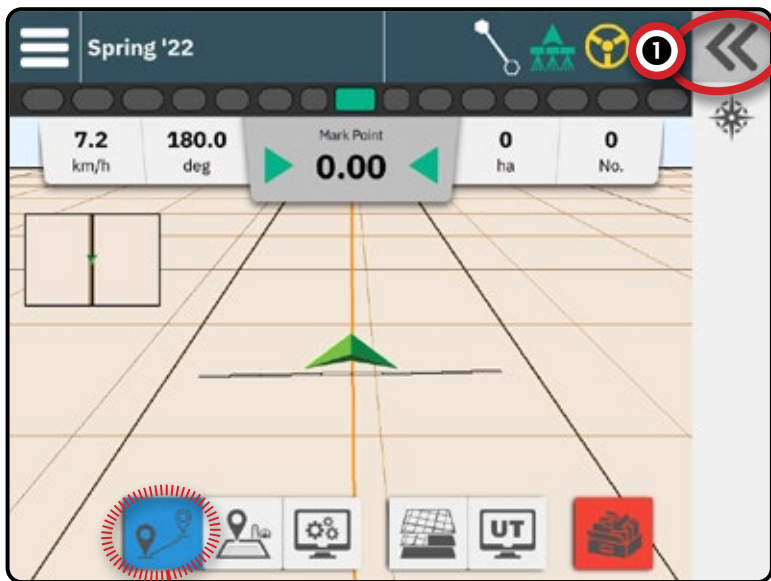 Spring '22
1
7.2
km/h
180.0
deg
Mark Point
0.00
0
ha
0
No.
UT